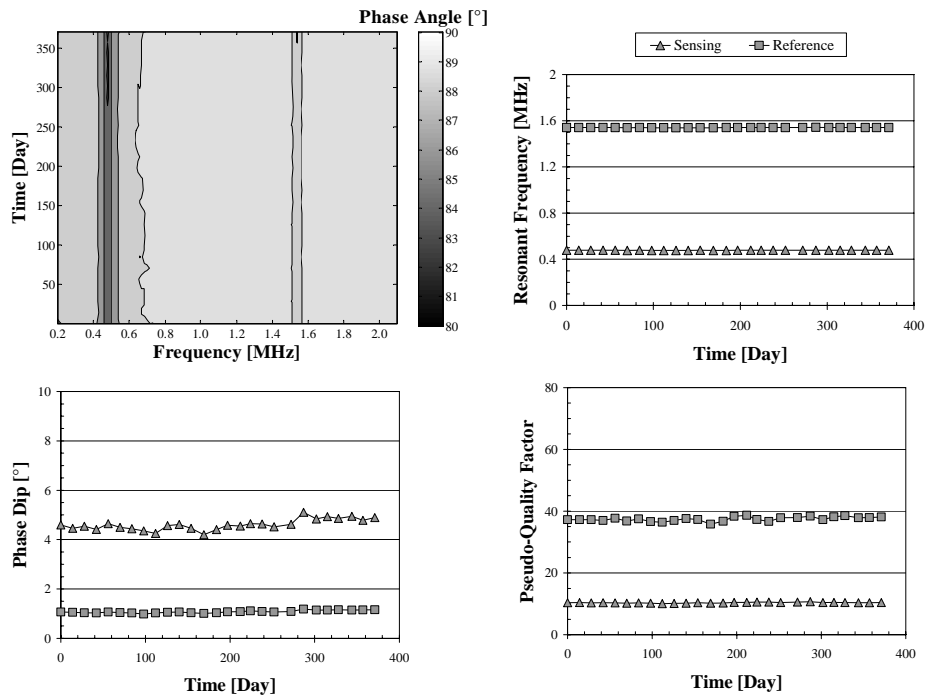 Phase Angle [°]
350
300
250
200
150
100
50
Time [Day]
0.2 0.4 0.6 0.8 1.0 1.2 1.4 1.6 1.8 2.0
Frequency [MHz]
90
89
88
87
86
85
84
83
82
81
80
Sensing Reference
2
1.6
1.2
0.8
0.4
0
Resonant Frequency [MHz]
0 100 200 300 400
Time [Day]
10
8
6
4
2
0
Phase Dip [°]
0 100 200 300 400
Time [Day]
80
60
40
20
0
Pseudo-Quality Factor
0 100 200 300 400
Time [Day]